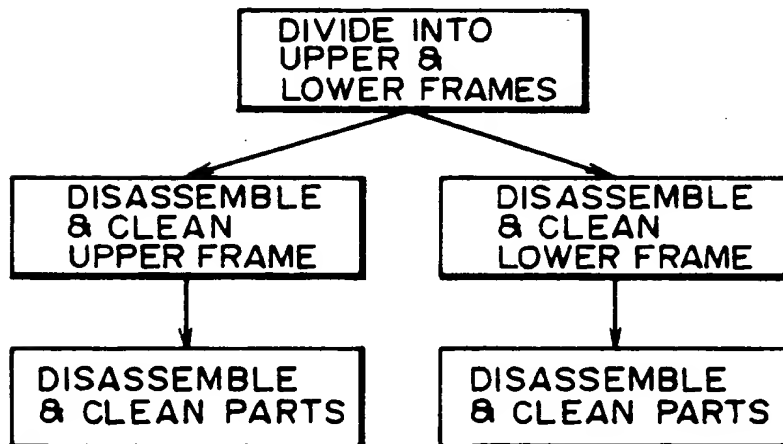 DIVIDE INTO
UPPER &
LOWER FRAMES
DISASSEMBLE
& CLEAN
UPPER FRAME
DISASSEMBLE
& CLEAN
LOWER FRAME
DISASSEMBLE
& CLEAN PARTS
DISASSEMBLE
& CLEAN PARTS